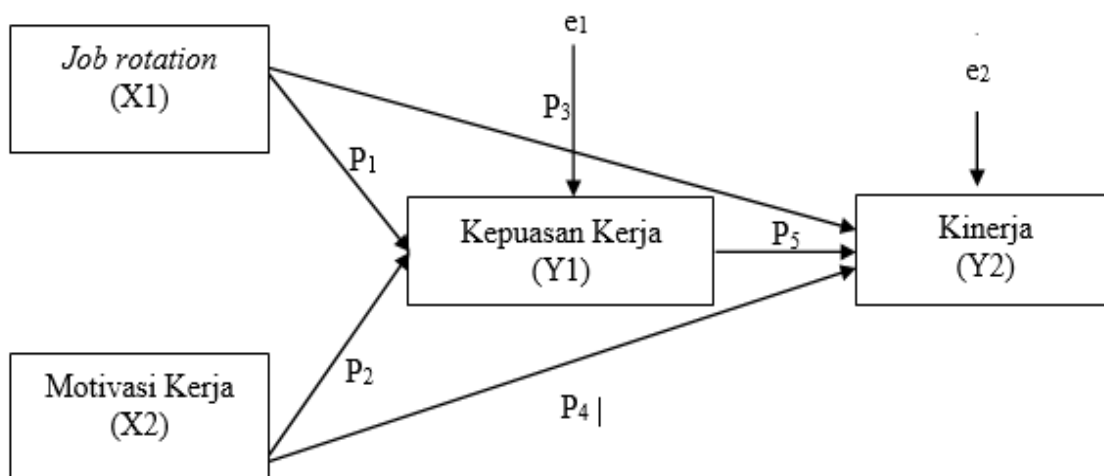 Job rotation
(X1)
e1
e2
P3
P1
Kepuasan Kerja
(Y1)
P5
Kinerja
(Y2)
Motivasi Kerja
(X2)
P2
P4 |